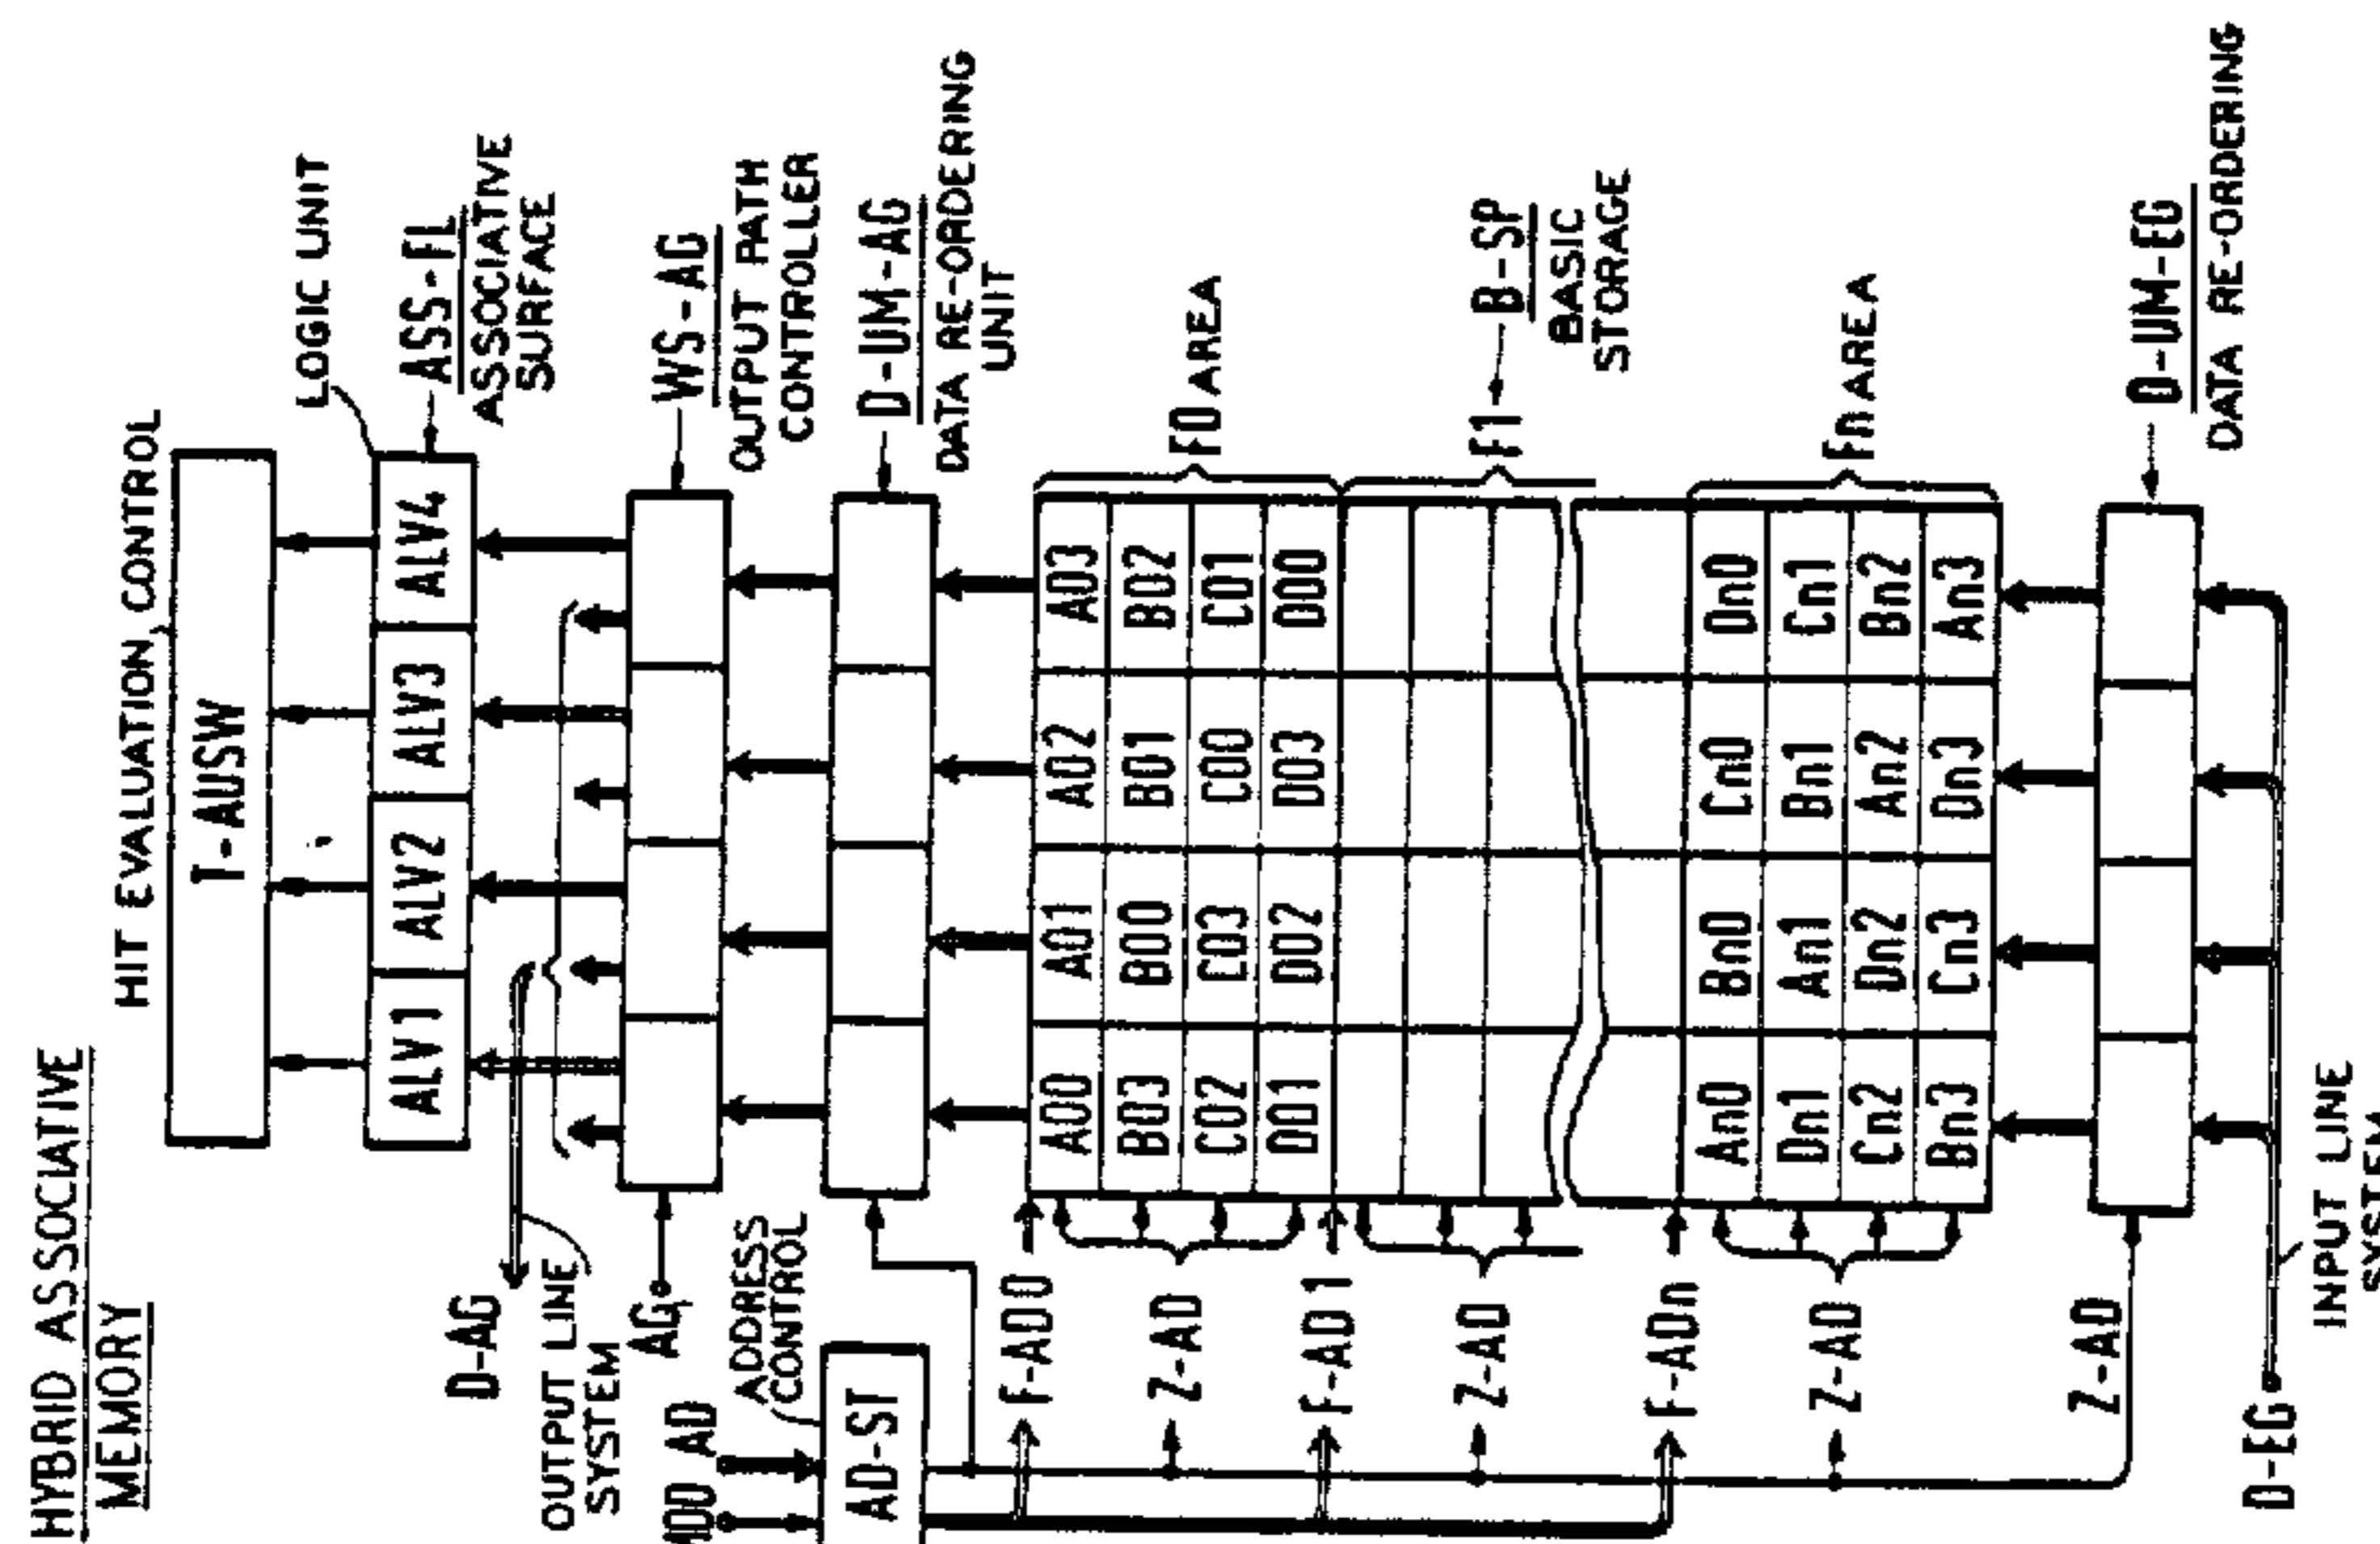 HYBRID ASSOCIATIVE
MEMORY
HIT EVALUATION, CONTROL
T-AUSW
LOGIC UNIT
ALV1 ALV2 ALV3 ALV4
ASS-FL
ASSOCIATIVE
SURFACE
D-AG
OUTPUT LINE
SYSTEM
AG
WS-AG
OUTPUT PATH
CONTROLLER
MOD AD
ADDRESS
CONTROL
AD-ST
D-UM-AG
DATA RE-ORDERING
UNIT
F-AD0
A00 A01 A02 A03
Z-AD
B03 B00 B01 B02
C02 C03 C00 C01
D01 D02 D03 D00
F0 AREA
F-AD1
Z-AD
F1
B-SP
BASIC
STORAGE
F-ADn
An0 Bn0 Cn0 Dn0
Z-AD
Dn1 An1 Bn1 Cn1
Cn2 Dn2 An2 Bn2
Bn3 Cn3 Dn3 An3
Fn AREA
Z-AD
D-UM-EG
DATA RE-ORDERING
D-EG
INPUT LINE
SYSTEM